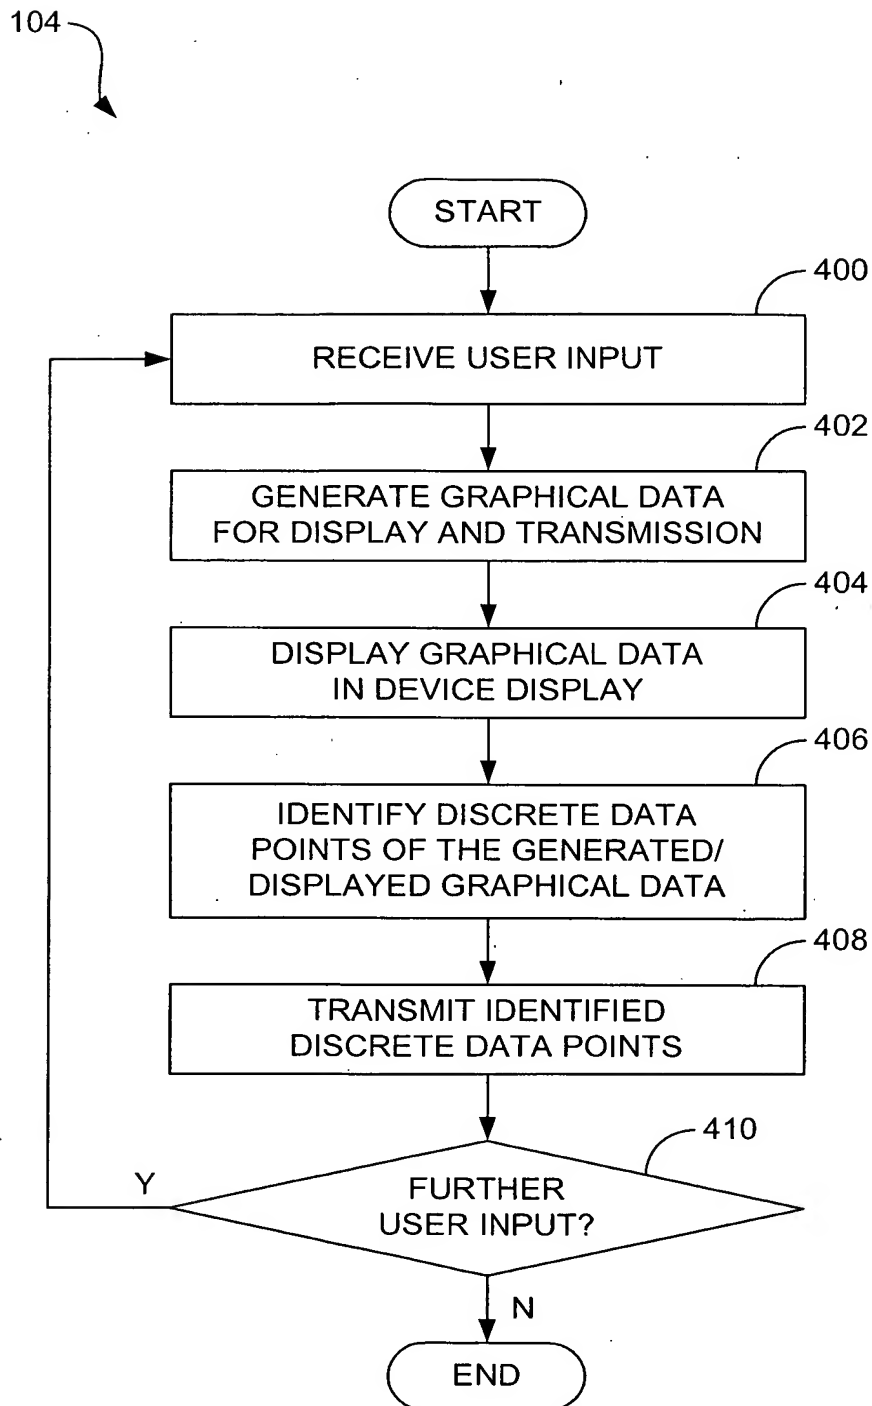 104
START
400
RECEIVE USER INPUT
402
GENERATE GRAPHICAL DATA
FOR DISPLAY AND TRANSMISSION
404
DISPLAY GRAPHICAL DATA
IN DEVICE DISPLAY
406
IDENTIFY DISCRETE DATA
POINTS OF THE GENERATED/
DISPLAYED GRAPHICAL DATA
408
TRANSMIT IDENTIFIED
DISCRETE DATA POINTS
410
Y
FURTHER
USER INPUT?
N
END